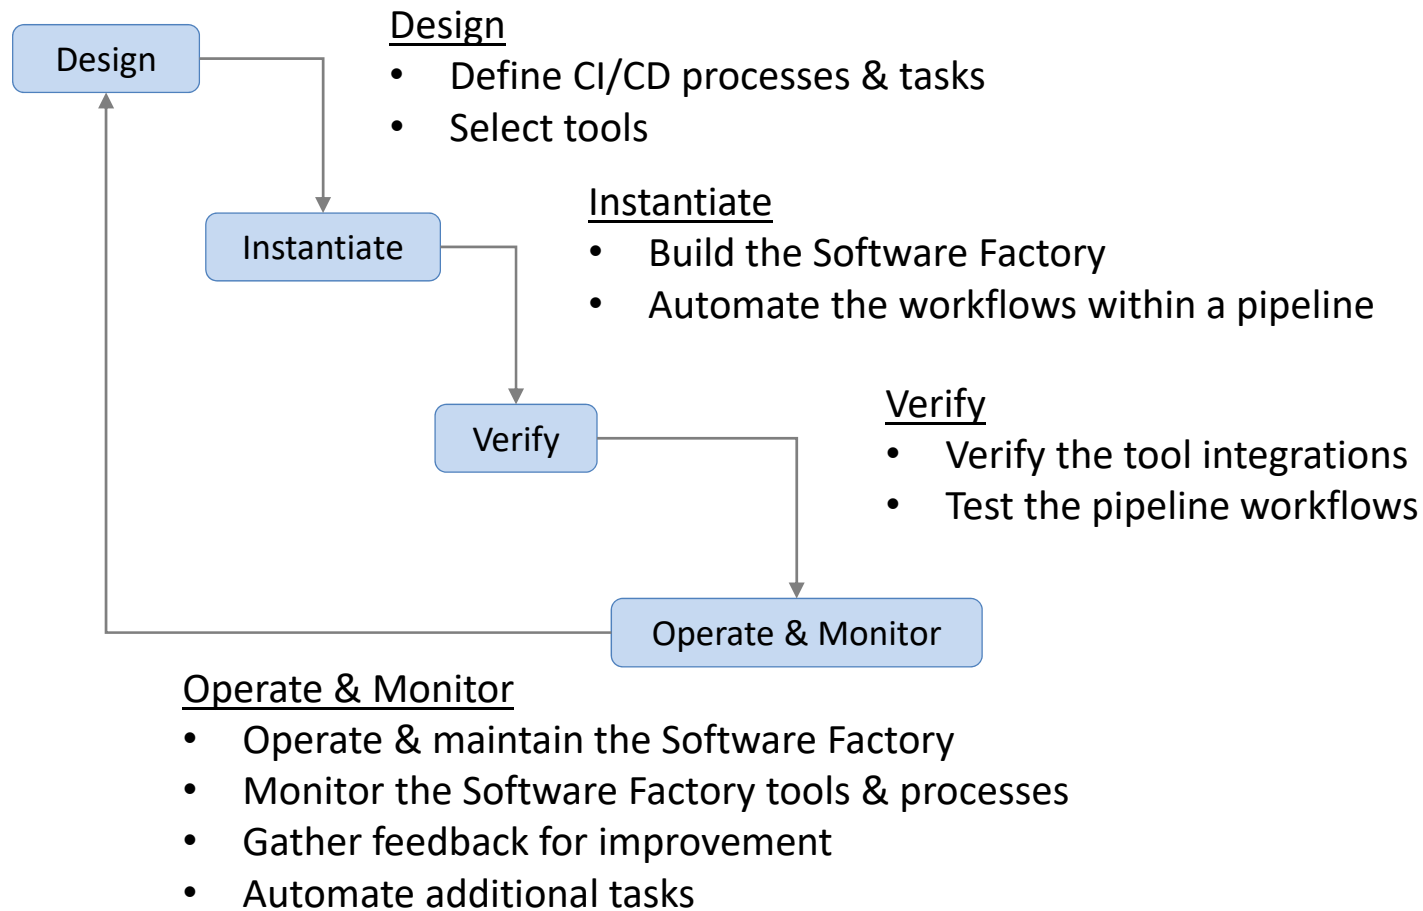 Design
Design
• Define CI/CD processes & tasks
• Select tools
Instantiate
Instantiate
• Build the Software Factory
• Automate the workflows within a pipeline
Verify
Verify
• Verify the tool integrations
• Test the pipeline workflows
Operate & Monitor
Operate & Monitor
• Operate & maintain the Software Factory
• Monitor the Software Factory tools & processes
• Gather feedback for improvement
• Automate additional tasks